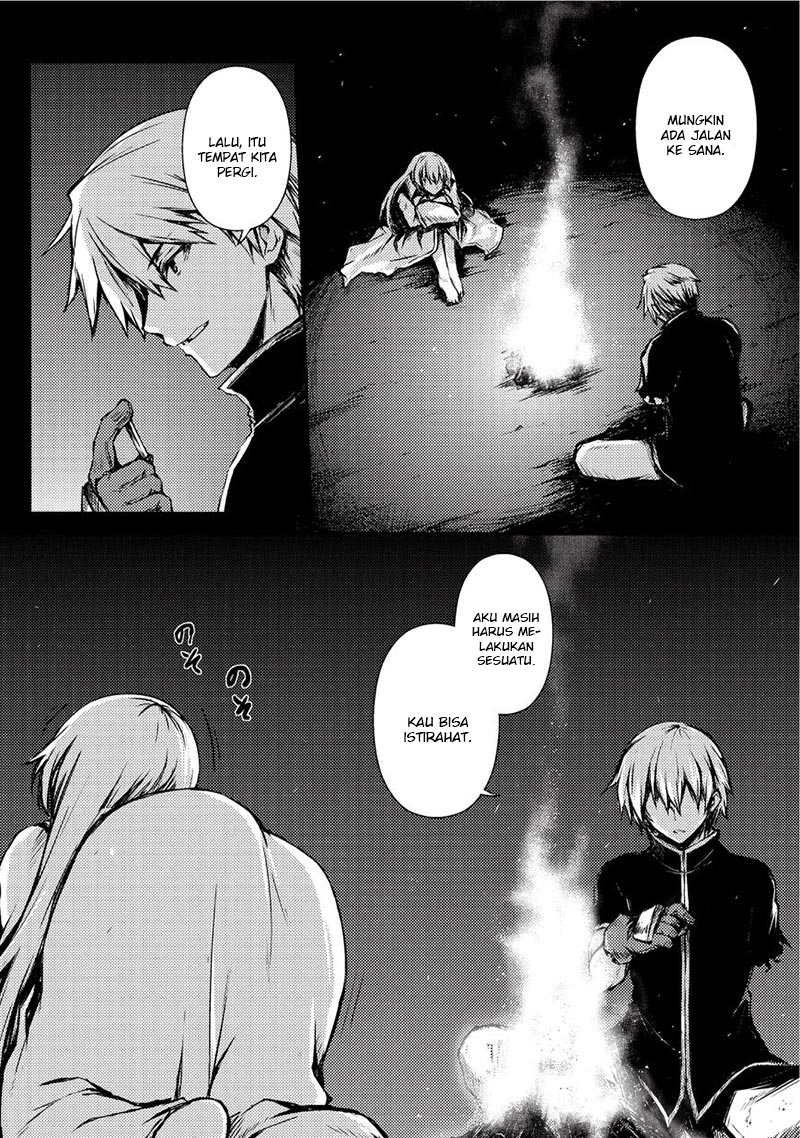 MUNGKIN
ADA JALAN
KE SANA.
LALU, ITU
TEMPAT KITA
PERGI.
AKU MASIH
HARUS ME-
LAKUKAN
SESUATU.
KAU BISA
ISTIRAHAT.
のそ
のそ